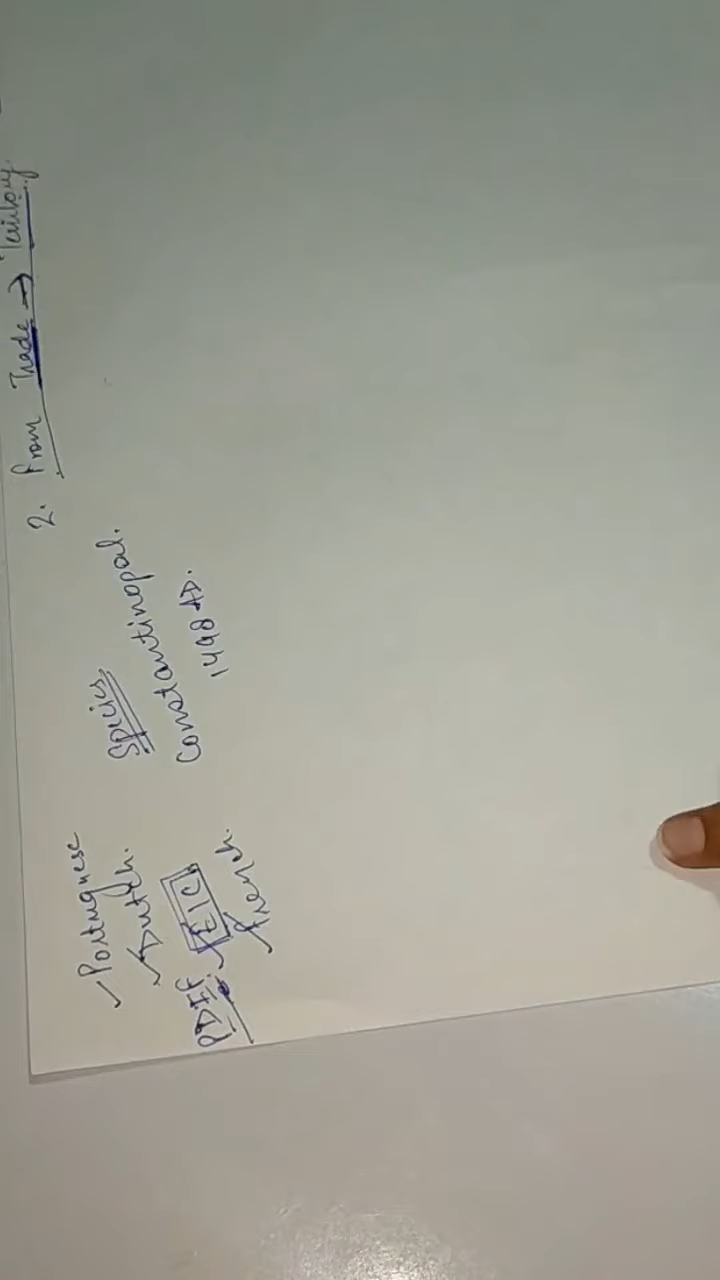 2. From Trade → Territory.
✓ Portuguese
✓ Dutch.
PDEF. ✓ EIC
✓ French.
Species
Constantinopal.
1498 AD.